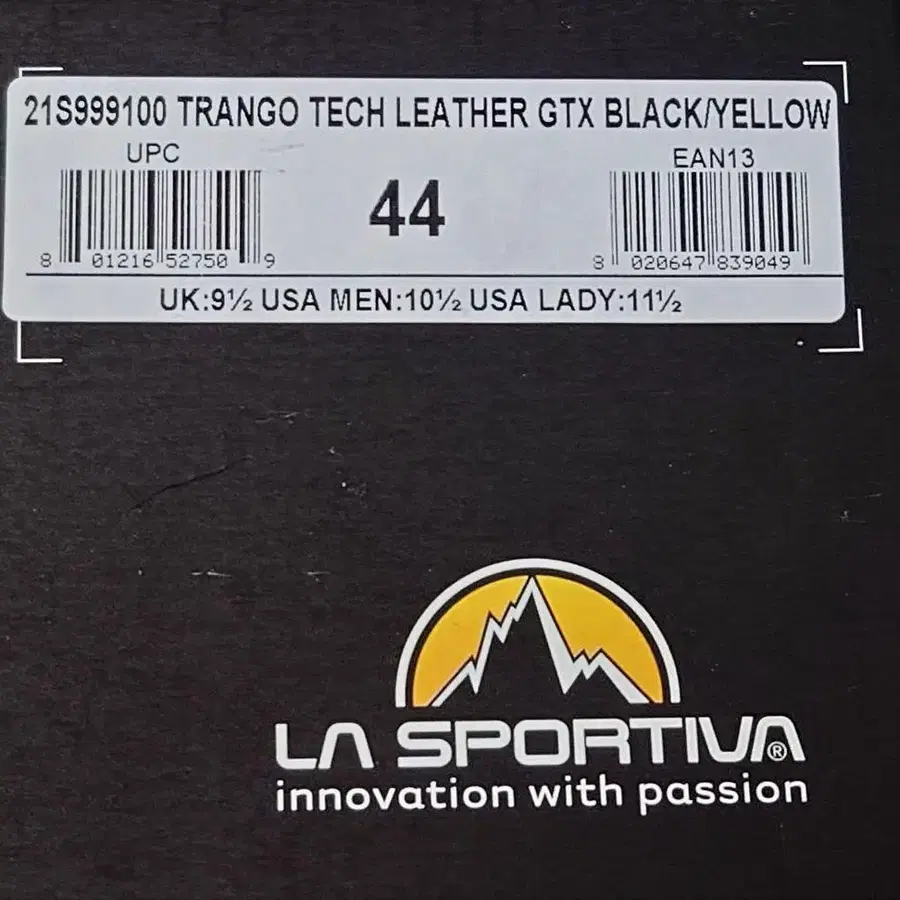 21S999100 TRANGO TECH LEATHER GTX BLACK/YELLOW
UPC
EAN13
44
8 01216 52750 9
8 020647 839049
UK:9½ USA MEN:10½ USA LADY:11½
LA SPORTIVA®
innovation with passion